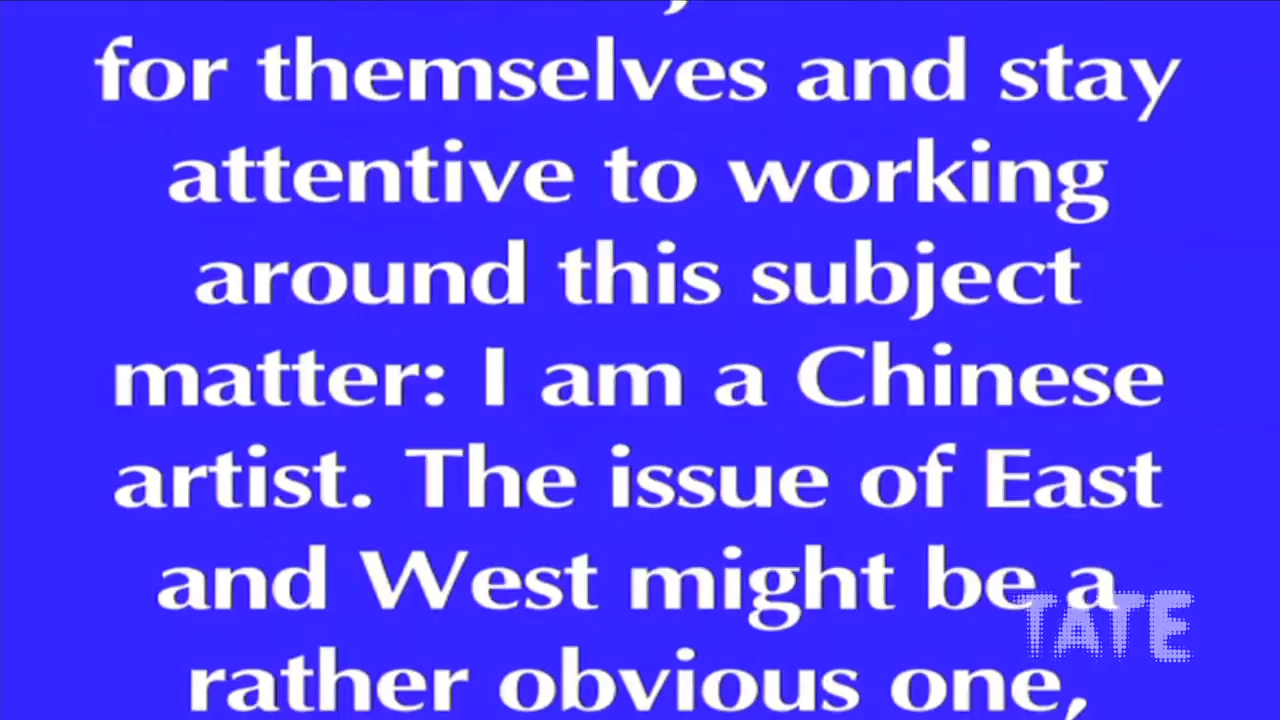 for themselves and stay
attentive to working
around this subject
matter: I am a Chinese
artist. The issue of East
and West might be a
rather obvious one,
TATE